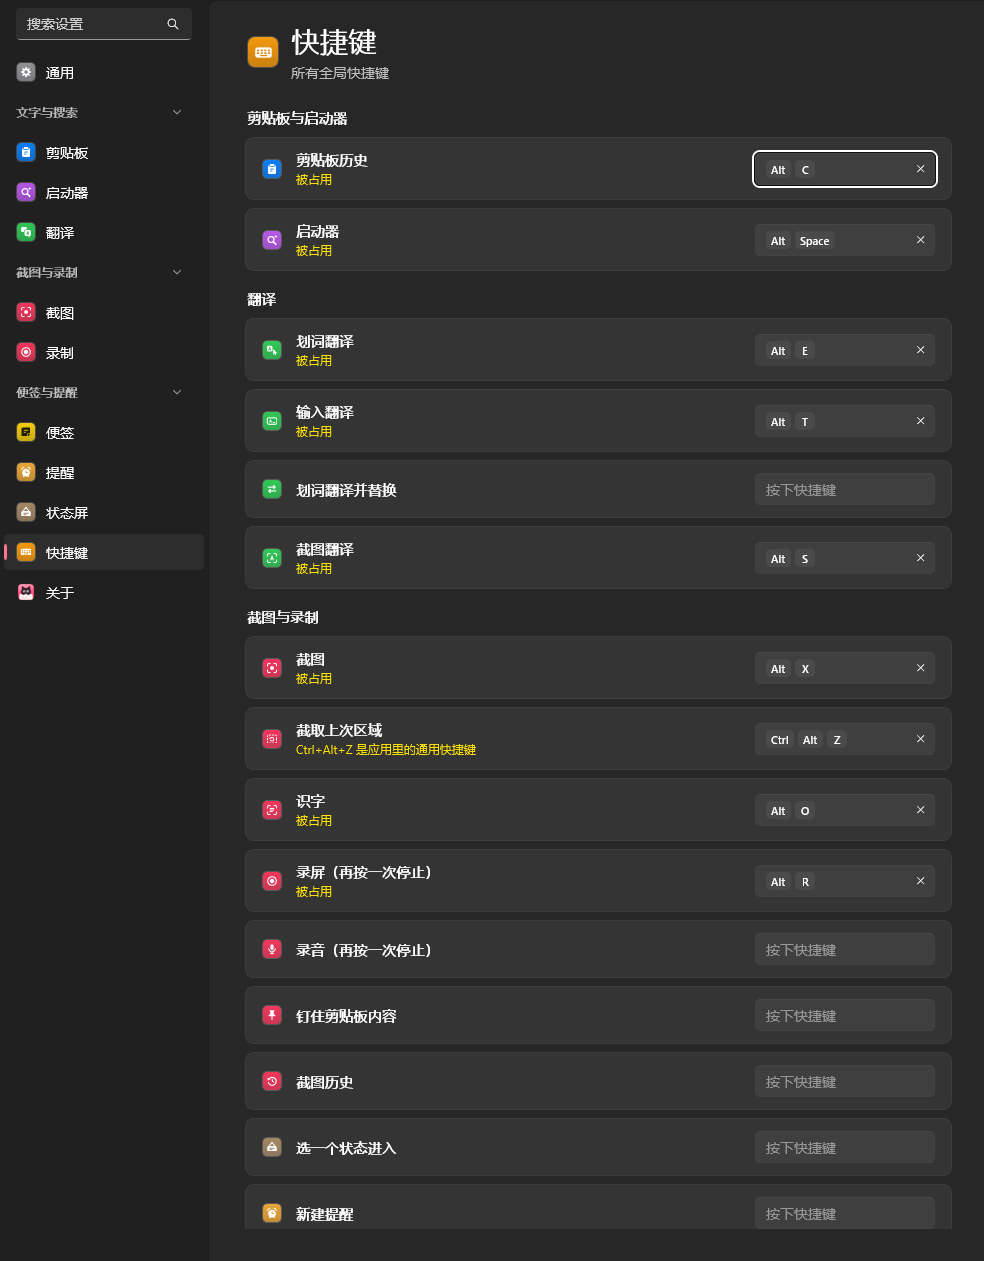 搜索设置
通用
文字与搜索
剪贴板
启动器
翻译
截图与录制
截图
录制
便签与提醒
便签
提醒
状态屏
快捷键
关于
快捷键
所有全局快捷键
剪贴板与启动器
剪贴板历史
被占用
Alt C
启动器
被占用
Alt Space
翻译
划词翻译
被占用
Alt E
输入翻译
被占用
Alt T
划词翻译并替换
按下快捷键
截图翻译
被占用
Alt S
截图与录制
截图
被占用
Alt X
截取上次区域
Ctrl+Alt+Z 是应用里的通用快捷键
Ctrl Alt Z
识字
被占用
Alt O
录屏（再按一次停止）
被占用
Alt R
录音（再按一次停止）
按下快捷键
钉住剪贴板内容
按下快捷键
截图历史
按下快捷键
选一个状态进入
按下快捷键
新建提醒
按下快捷键